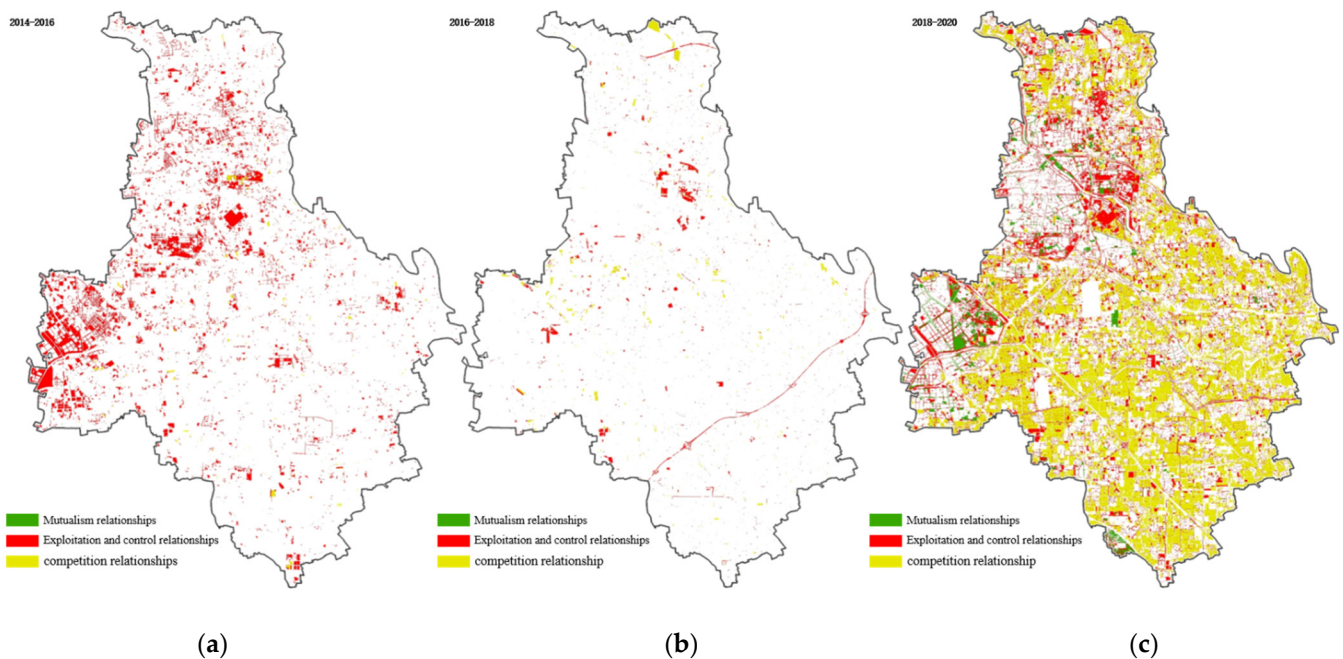 2014-2016
2016-2018
2018-2020
Mutualism relationships
Exploitation and control relationships
competition relationships
Mutualism relationships
Exploitation and control relationships
competition relationship
Mutualism relationships
Exploitation and control relationships
competition relationship
(a)
(b)
(c)